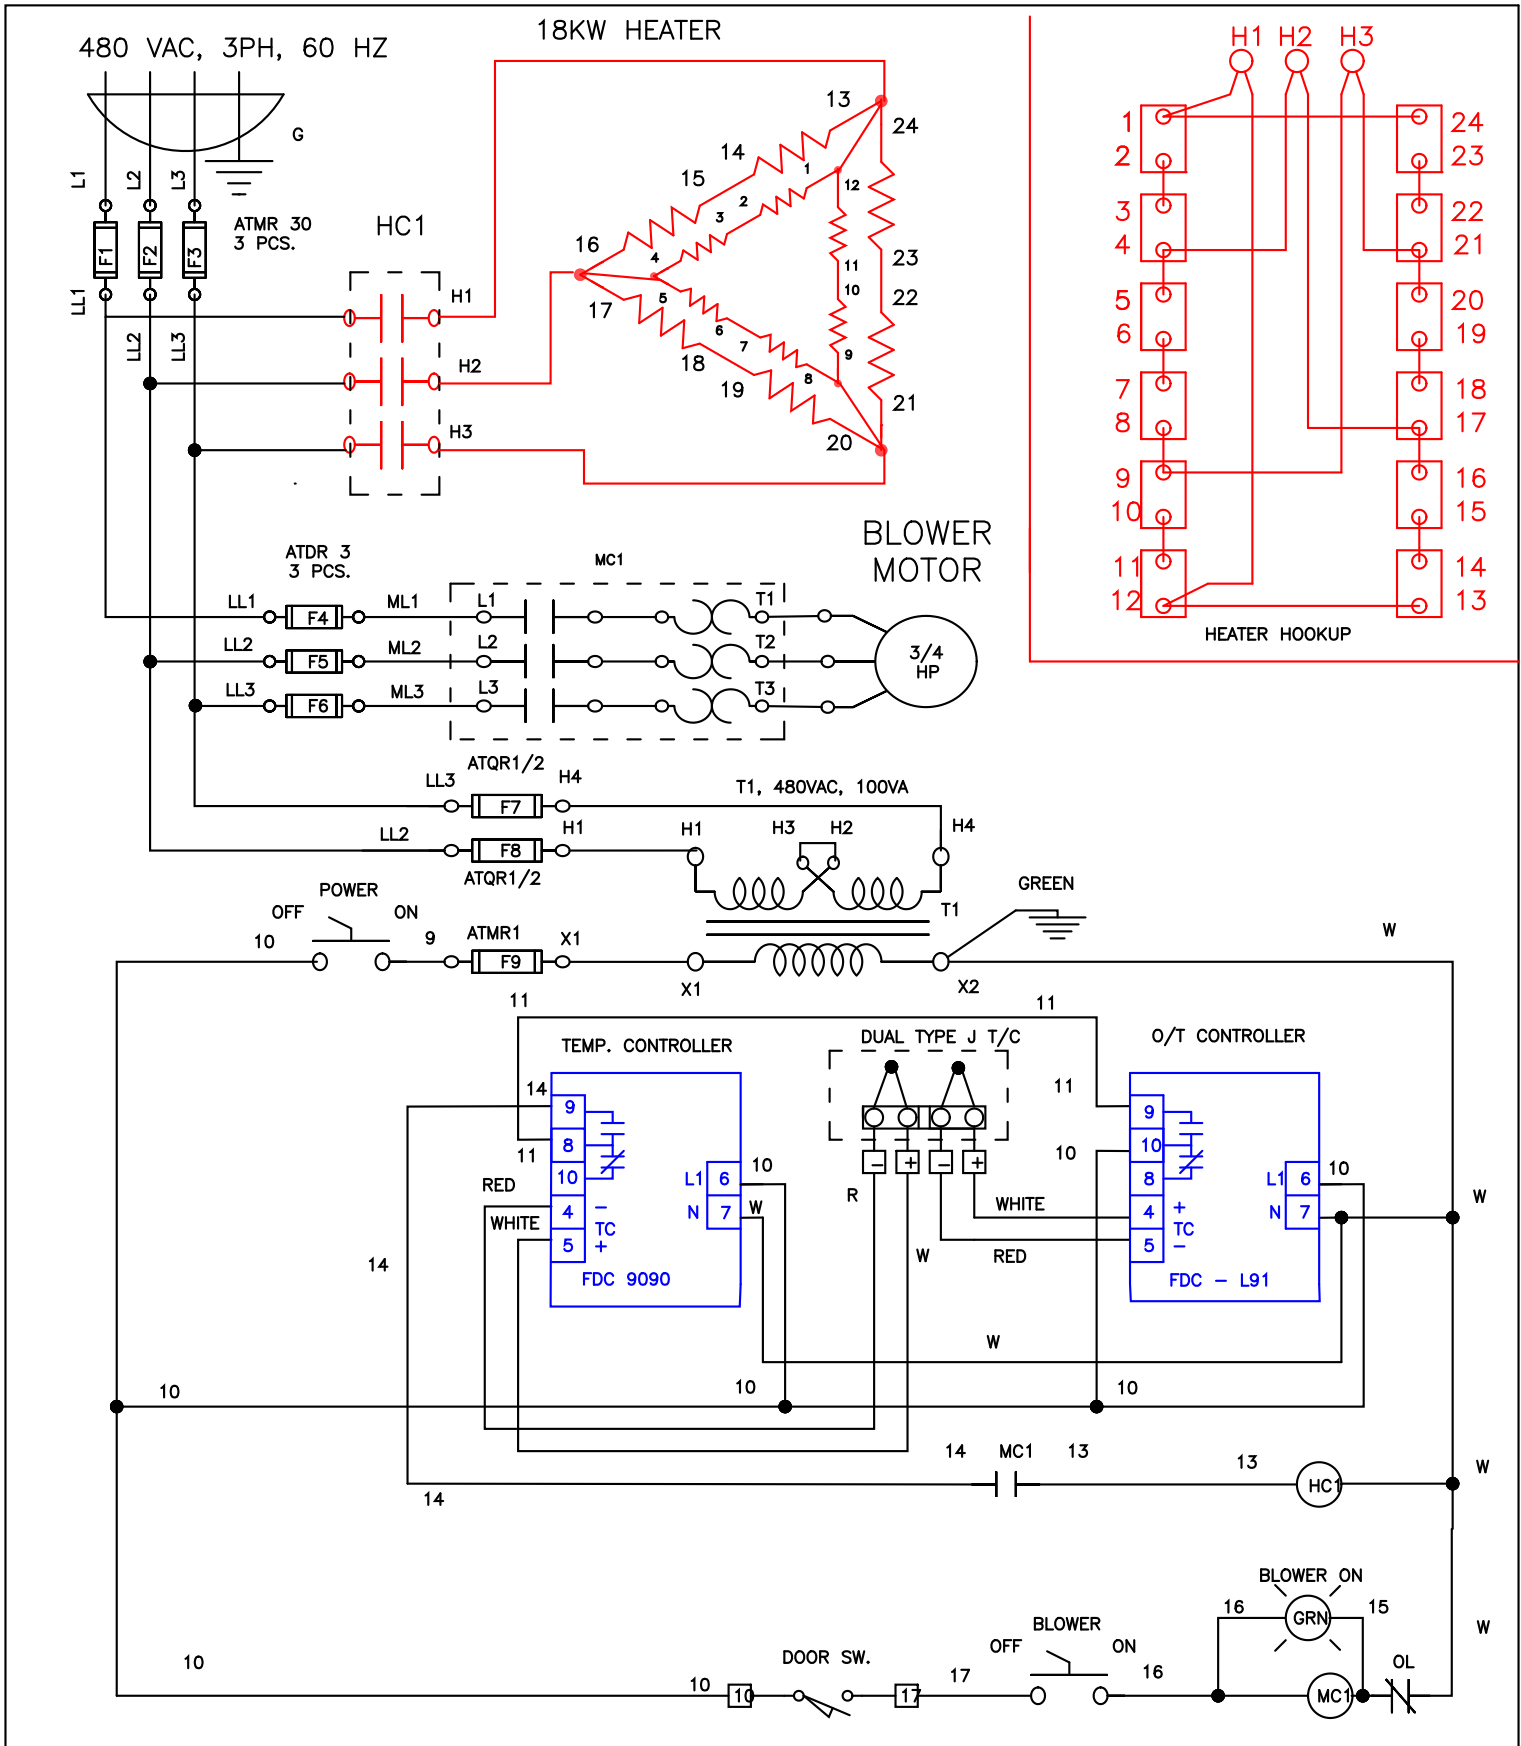 480 VAC, 3PH, 60 HZ
18KW HEATER
G
L1
L2
L3
ATMR 30
3 PCS.
F1
F2
F3
LL1
LL2
LL3
HC1
H1
H2
H3
13
24
14
15
16
17
18
19
20
21
22
23
1
12
2
3
4
5
6
7
8
9
10
11
H1 H2 H3
1
2
3
4
5
6
7
8
9
10
11
12
24
23
22
21
20
19
18
17
16
15
14
13
HEATER HOOKUP
BLOWER
MOTOR
ATDR 3
3 PCS.
MC1
LL1 F4 ML1 L1 T1
LL2 F5 ML2 L2 T2
LL3 F6 ML3 L3 T3
3/4
HP
ATQR1/2
LL3 F7 H4
LL2 F8 H1
ATQR1/2
T1, 480VAC, 100VA
H1 H3 H2 H4
T1
GREEN
POWER
OFF ON
10 9
ATMR1
F9
X1
X1 X2
W
11 11
TEMP. CONTROLLER
14
9
8
11
10
4 -
TC
5 +
RED
WHITE
L1 6 10
N 7 W
FDC 9090
DUAL TYPE J T/C
- + - +
R
W
WHITE
RED
O/T CONTROLLER
11
10
9
10
8
4 +
TC
5 -
L1 6 10
N 7
FDC - L91
W
14
W
10 10 10
14 MC1 13 13
HC1
W
14
BLOWER ON
16 GRN 15
W
10
DOOR SW.
10 10 17 17
BLOWER
OFF ON
16
MC1
OL